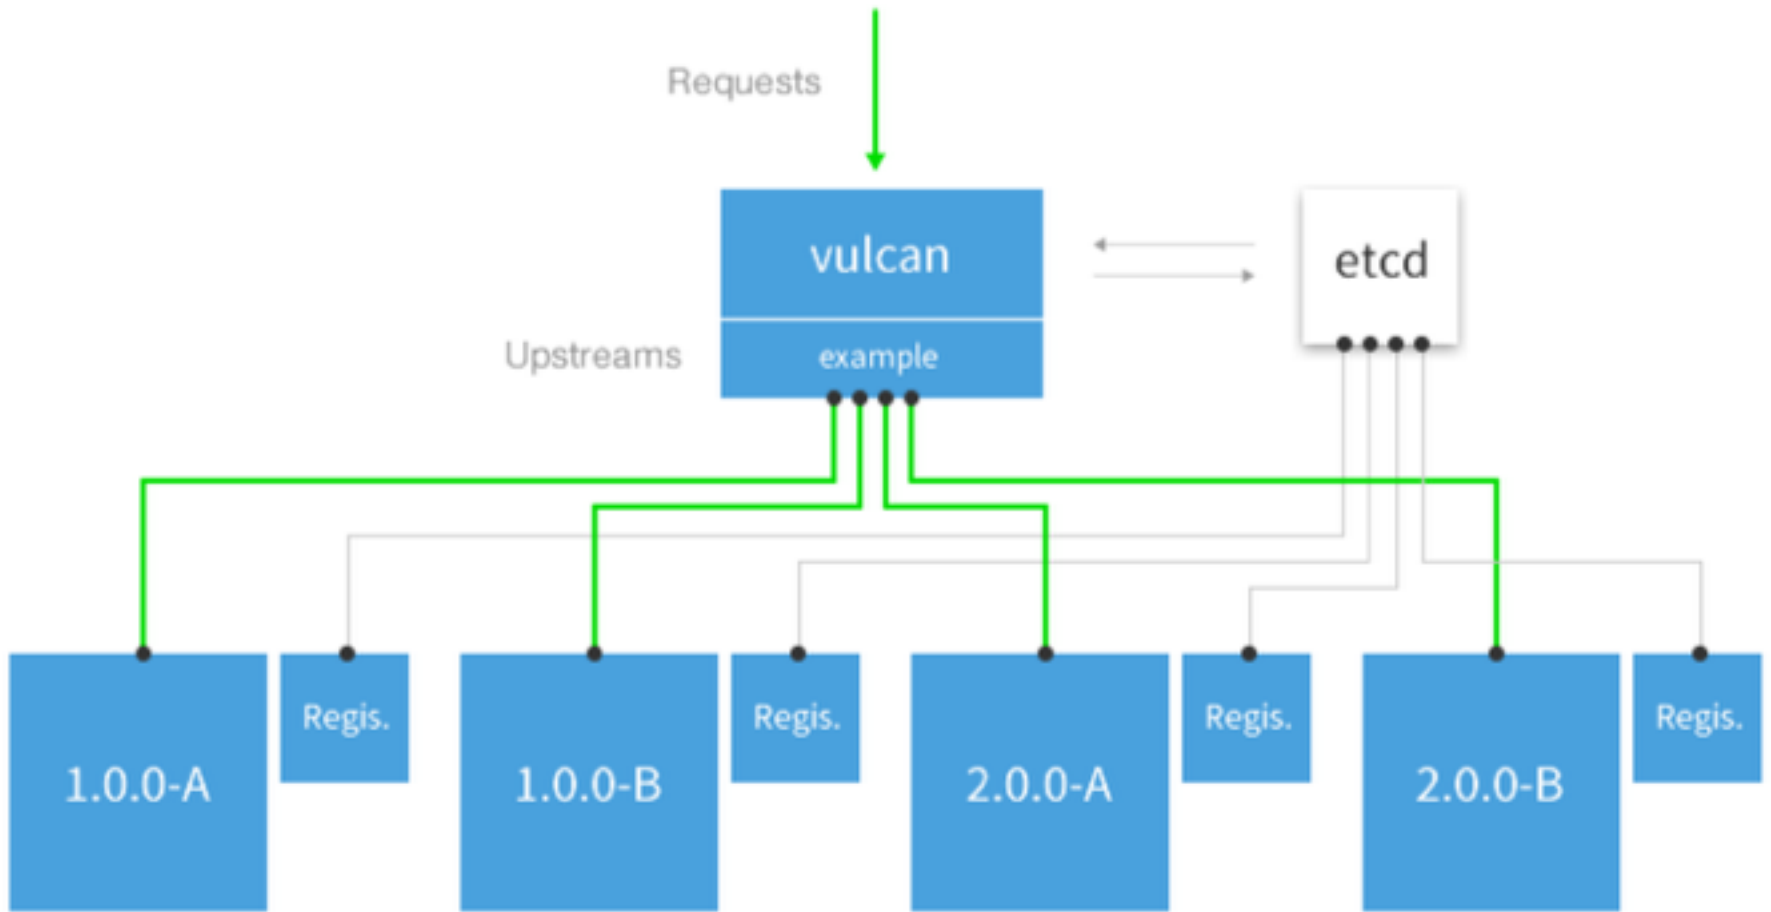 Requests
vulcan
etcd
Upstreams
example
1.0.0-A
Regis.
1.0.0-B
Regis.
2.0.0-A
Regis.
2.0.0-B
Regis.